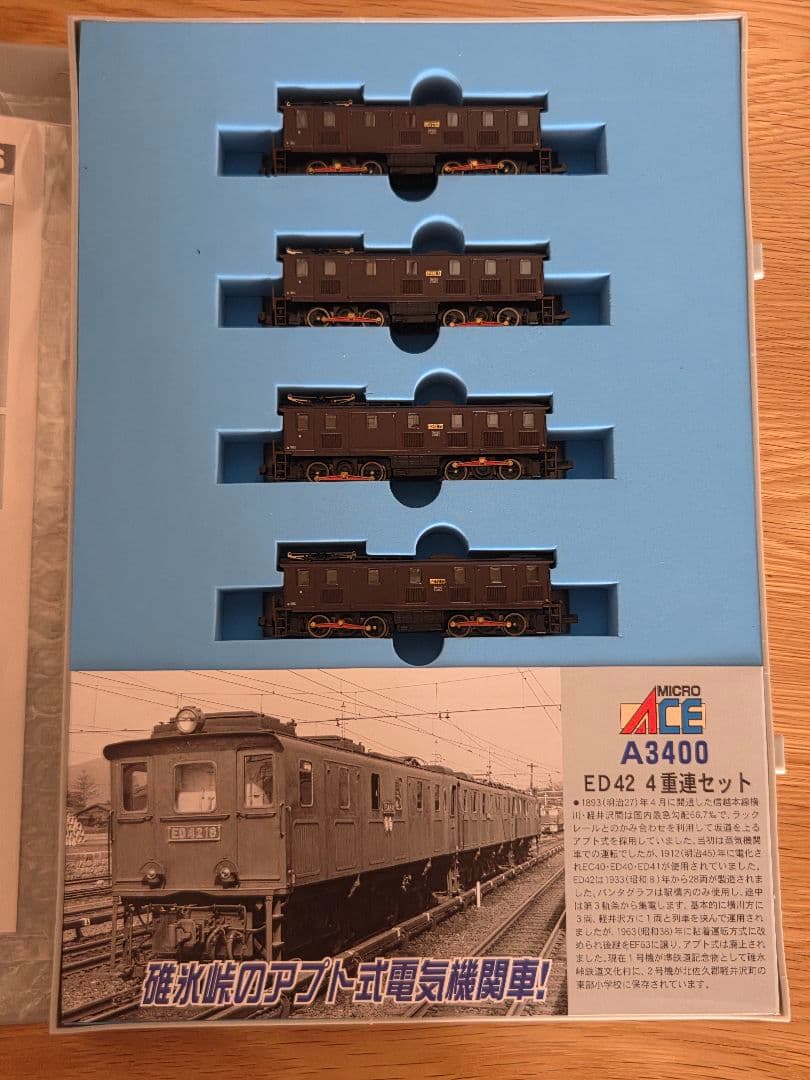 MICRO
ACE
A3400
ED42 4重連セット
●1893(明治27)年4月に開通した信越本線横
川・軽井沢間は国内最急勾配66.7‰で、ラック
レールとのかみ合わせを利用して坂道を上る
アプト式を採用していました。当初は蒸気機関
車での運転でしたが、1912(明治45)年に電化さ
れEC40・ED40・ED41が使用されていました。
ED42は1933(昭和8)年から28両が製造されま
した。パンタグラフは駅構内のみ使用し、途中
は第3軌条から集電します。基本的に横川方に
3両、軽井沢方に1両と列車を挟んで運用され
ましたが、1963(昭和38)年に粘着運転方式に改
められ後継をEF63に譲り、アプト式は廃止され
ました。現在1号機が準鉄道記念物として碓氷
峠鉄道文化村に、2号機が北佐久郡軽井沢町の
東部小学校に保存されています。
ED4216
碓氷峠のアプト式電気機関車!